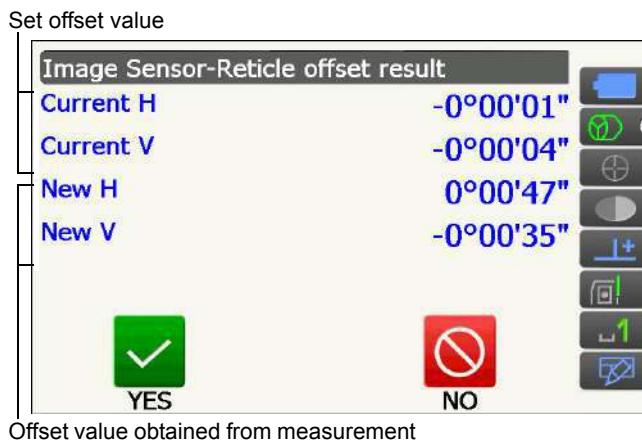 Set offset value
Image Sensor-Reticle offset result
Current H -0°00'01"
Current V -0°00'04"
New H 0°00'47"
New V -0°00'35"
1
YES NO
Offset value obtained from measurement